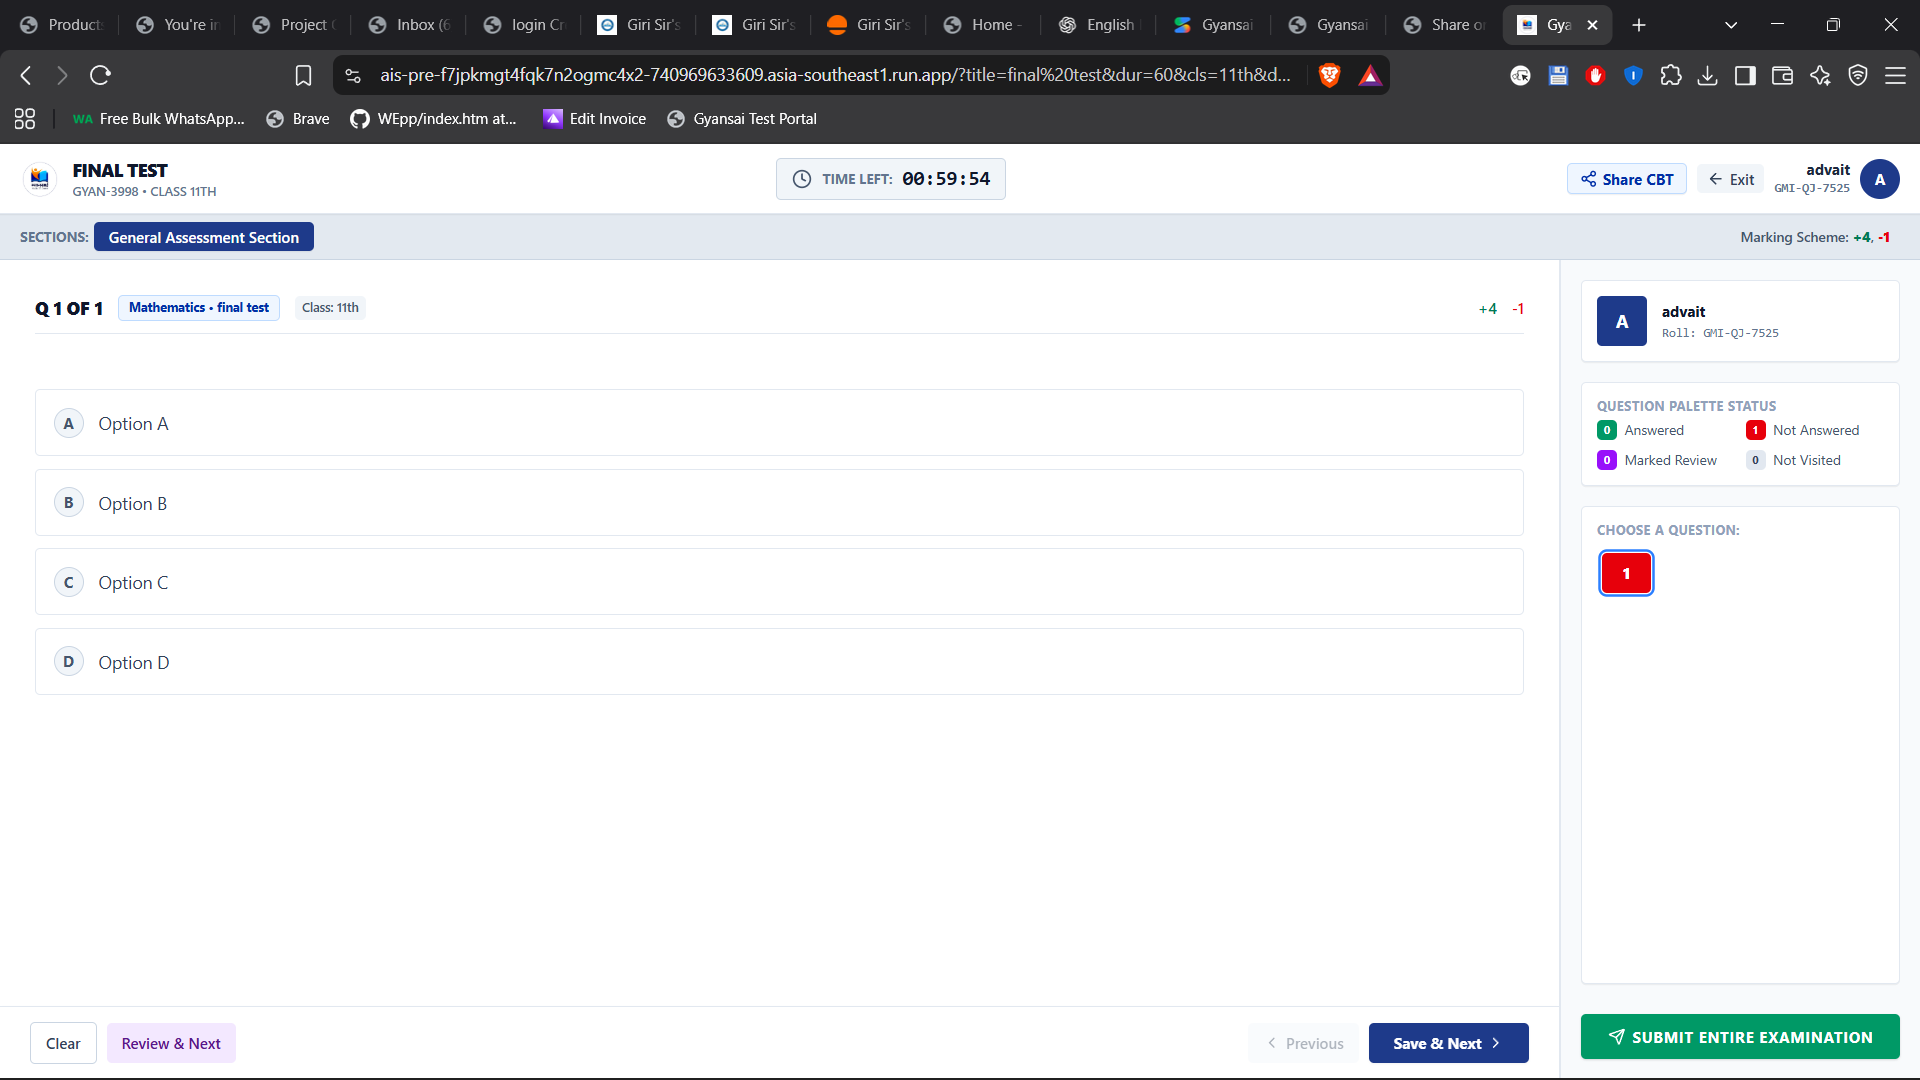 Product
You're in
Project
Inbox (6
login Cr
Giri Sir's
Giri Sir's
Giri Sir's
Home -
English
Gyansai
Gyansai
Share o
Gya
ais-pre-f7jpkmgt4fqk7n2ogmc4x2-740969633609.asia-southeast1.run.app/?title=final%20test&dur=60&cls=11th&d...
WA Free Bulk WhatsApp...
Brave
WEpp/index.htm at...
Edit Invoice
Gyansai Test Portal
FINAL TEST
GYAN-3998 • CLASS 11TH
TIME LEFT: 00:59:54
Share CBT
Exit
advait
GMI-QJ-7525
A
SECTIONS: General Assessment Section
Marking Scheme: +4, -1
Q 1 OF 1
Mathematics • final test
Class: 11th
+4 -1
A Option A
B Option B
C Option C
D Option D
A
advait
Roll: GMI-QJ-7525
QUESTION PALETTE STATUS
0 Answered
1 Not Answered
0 Marked Review
0 Not Visited
CHOOSE A QUESTION:
1
Clear
Review & Next
Previous
Save & Next
SUBMIT ENTIRE EXAMINATION